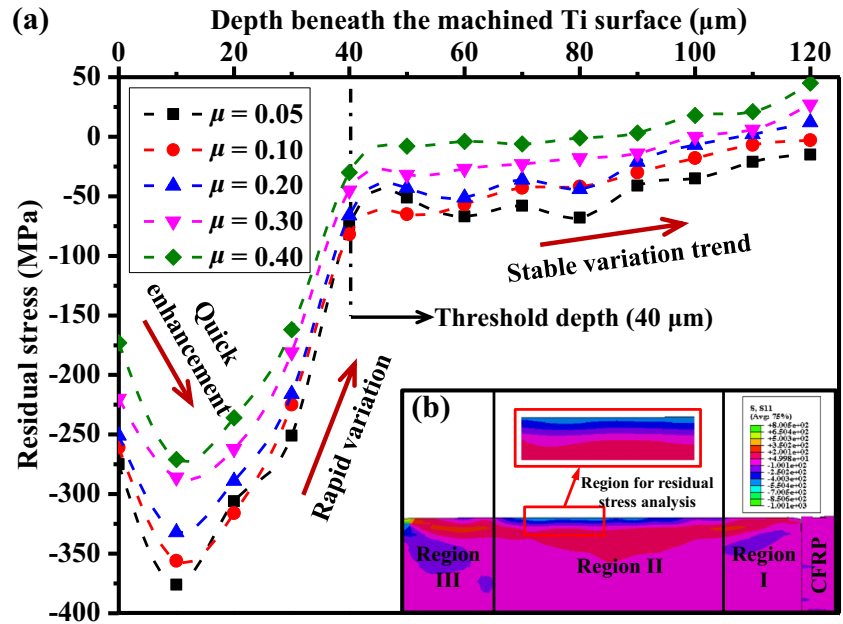 (a)
Depth beneath the machined Ti surface (μm)
0 20 40 60 80 100 120
Residual stress (MPa)
50
0
-50
-100
-150
-200
-250
-300
-350
-400
μ = 0.05
μ = 0.10
μ = 0.20
μ = 0.30
μ = 0.40
Quick
enhancement
Rapid variation
Stable variation trend
Threshold depth (40 μm)
(b)
S, S11
(Avg: 75%)
+8.005e+02
+6.504e+02
+5.003e+02
+3.502e+02
+2.001e+02
+4.998e+01
-1.001e+02
-2.502e+02
-4.003e+02
-5.504e+02
-7.005e+02
-8.506e+02
-1.001e+03
Region for residual
stress analysis
Region
III
Region II
Region
I
CFRP